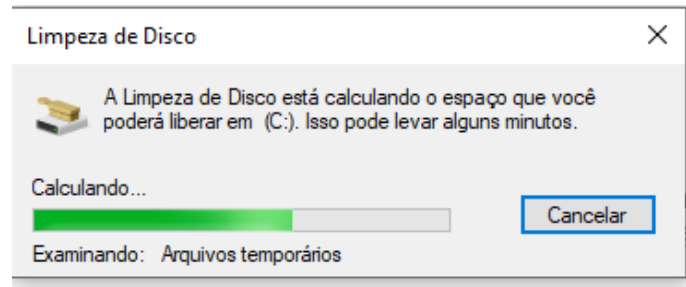 Limpeza de Disco
A Limpeza de Disco está calculando o espaço que você
poderá liberar em  (C:). Isso pode levar alguns minutos.
Calculando...
Cancelar
Examinando:   Arquivos temporários